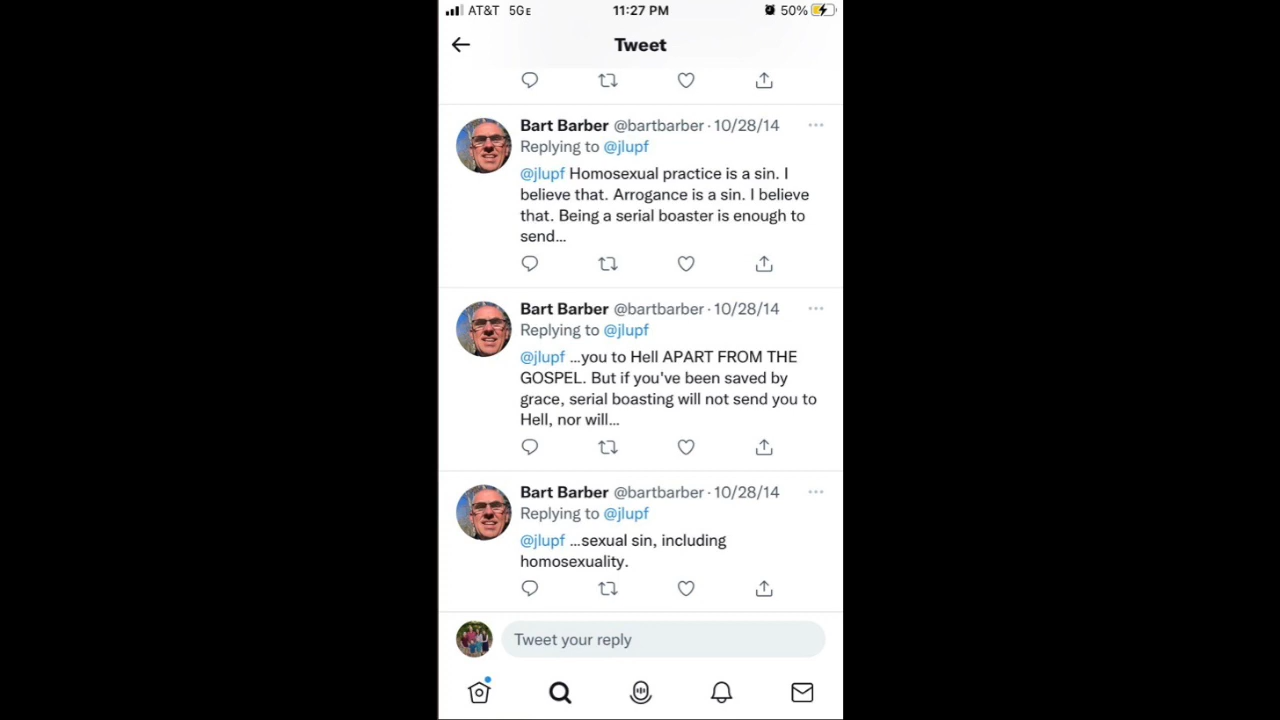 AT&T 5GE 11:27 PM 50%
Tweet
Bart Barber @bartbarber · 10/28/14
Replying to @jlupf
@jlupf Homosexual practice is a sin. I
believe that. Arrogance is a sin. I believe
that. Being a serial boaster is enough to
send...
Bart Barber @bartbarber · 10/28/14
Replying to @jlupf
@jlupf ...you to Hell APART FROM THE
GOSPEL. But if you've been saved by
grace, serial boasting will not send you to
Hell, nor will...
Bart Barber @bartbarber · 10/28/14
Replying to @jlupf
@jlupf ...sexual sin, including
homosexuality.
Tweet your reply